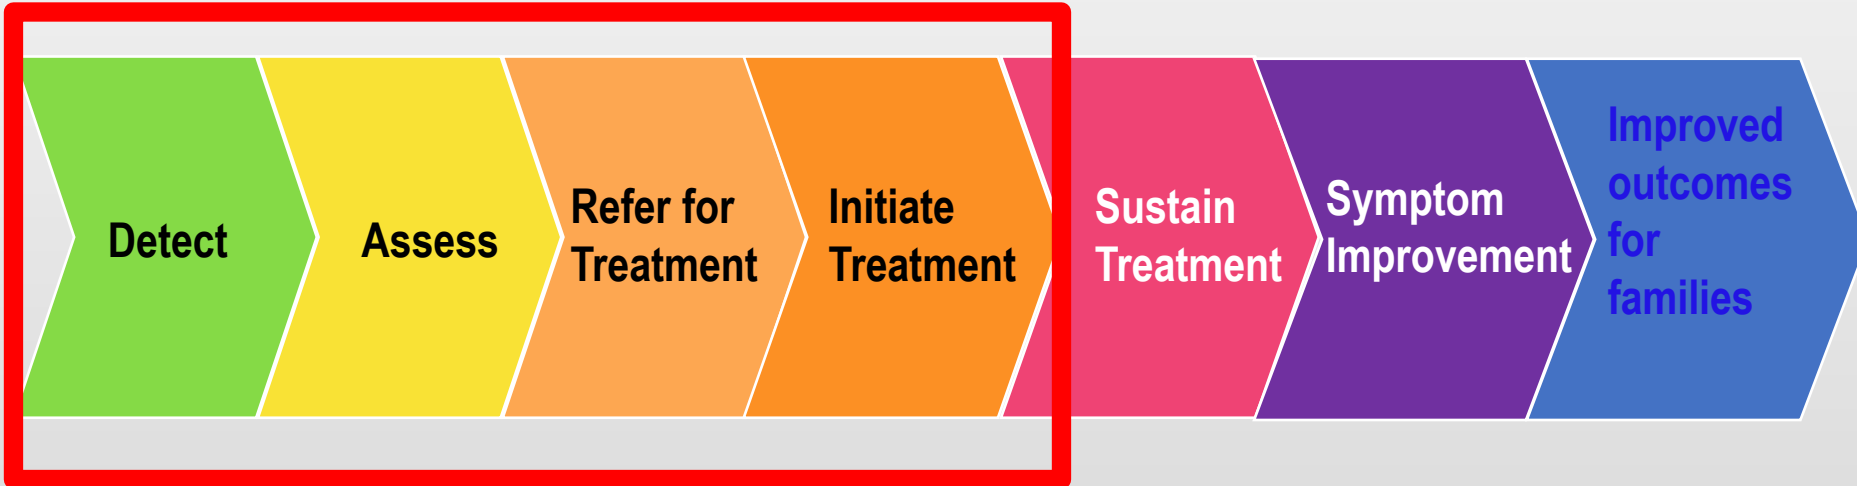 Detect
Assess
Refer for
Treatment
Initiate
Treatment
Sustain
Treatment
Symptom
Improvement
Improved
outcomes
for
families